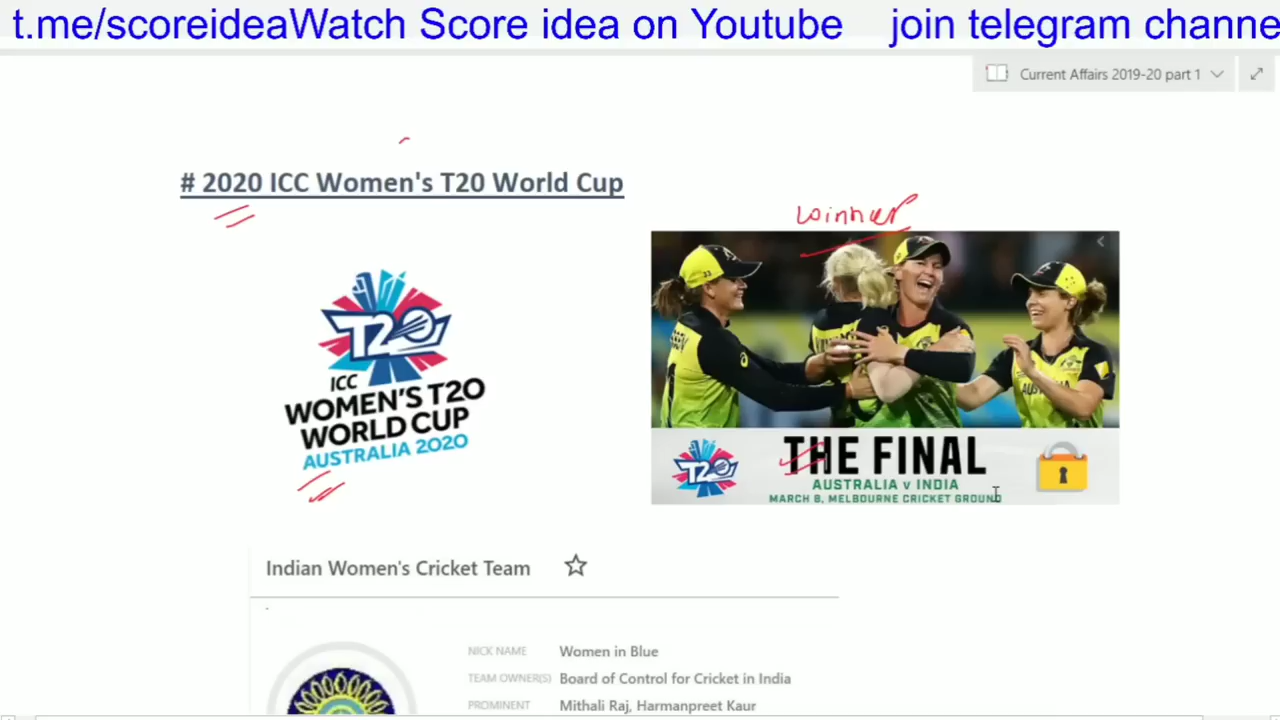 t.me/scoreideaWatch Score idea on Youtube join telegram channe
Current Affairs 2019-20 part 1
# 2020 ICC Women's T20 World Cup
winner
T20
ICC
WOMEN'S T20
WORLD CUP
AUSTRALIA 2020
AUSTRALIA
T20
THE FINAL
AUSTRALIA v INDIA
MARCH 8, MELBOURNE CRICKET GROUND
Indian Women's Cricket Team
NICK NAME Women in Blue
TEAM OWNER(S) Board of Control for Cricket in India
PROMINENT Mithali Raj, Harmanpreet Kaur